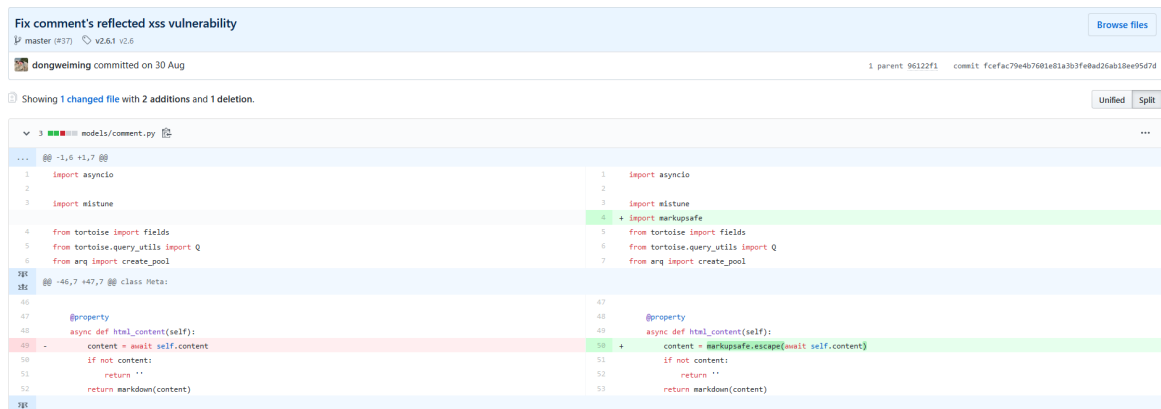 Fix comment's reflected xss vulnerability
Browse files
master (#37) v2.6.1 v2.6
dongweiming committed on 30 Aug
1 parent 96122f1 commit fcefac79e4b7601e81a3b3fe0ad26ab18ee95d7d
Showing 1 changed file with 2 additions and 1 deletion.
Unified Split
3 models/comment.py
...
... @@ -1,6 +1,7 @@
1 import asyncio 1 import asyncio
2 2
3 import mistune 3 import mistune
4 + import markupsafe
4 from tortoise import fields 5 from tortoise import fields
5 from tortoise.query_utils import Q 6 from tortoise.query_utils import Q
6 from arq import create_pool 7 from arq import create_pool
@@ -46,7 +47,7 @@ class Meta:
46 47
47 @property 48 @property
48 async def html_content(self): 49 async def html_content(self):
49 - content = await self.content 50 + content = markupsafe.escape(await self.content)
50 if not content: 51 if not content:
51 return '' 52 return ''
52 return markdown(content) 53 return markdown(content)